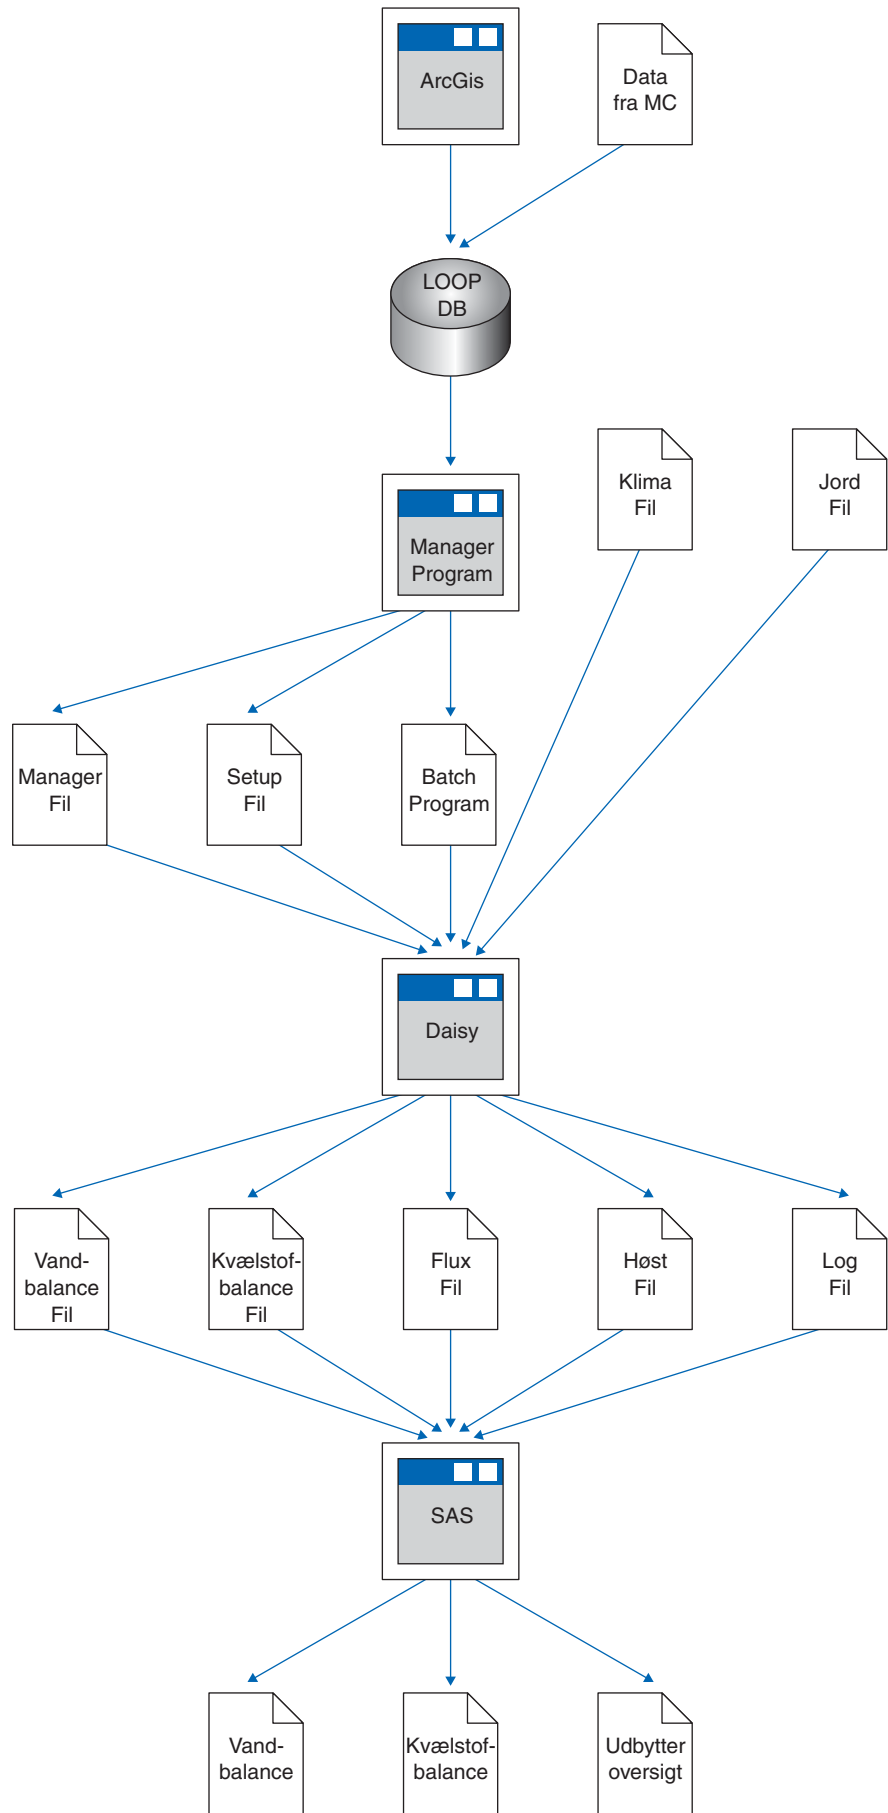 ArcGis
Data
fra MC
LOOP
DB
Klima
Fil
Jord
Fil
Manager
Program
Manager
Fil
Setup
Fil
Batch
Program
Daisy
Vand-
balance
Fil
Kvælstof-
balance
Fil
Flux
Fil
Høst
Fil
Log
Fil
SAS
Vand-
balance
Kvælstof-
balance
Udbytter
oversigt